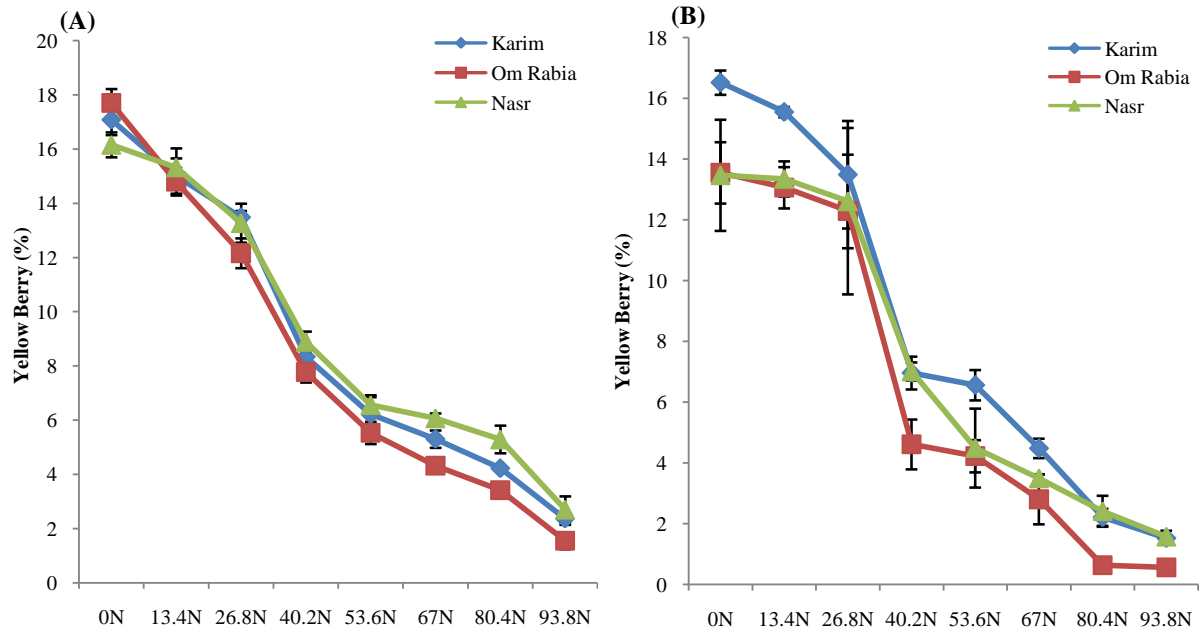 (A)
Yellow Berry (%)
20
18
16
14
12
10
8
6
4
2
0
Karim
Om Rabia
Nasr
0N 13.4N 26.8N 40.2N 53.6N 67N 80.4N 93.8N
(B)
Yellow Berry (%)
18
16
14
12
10
8
6
4
2
0
Karim
Om Rabia
Nasr
0N 13.4N 26.8N 40.2N 53.6N 67N 80.4N 93.8N